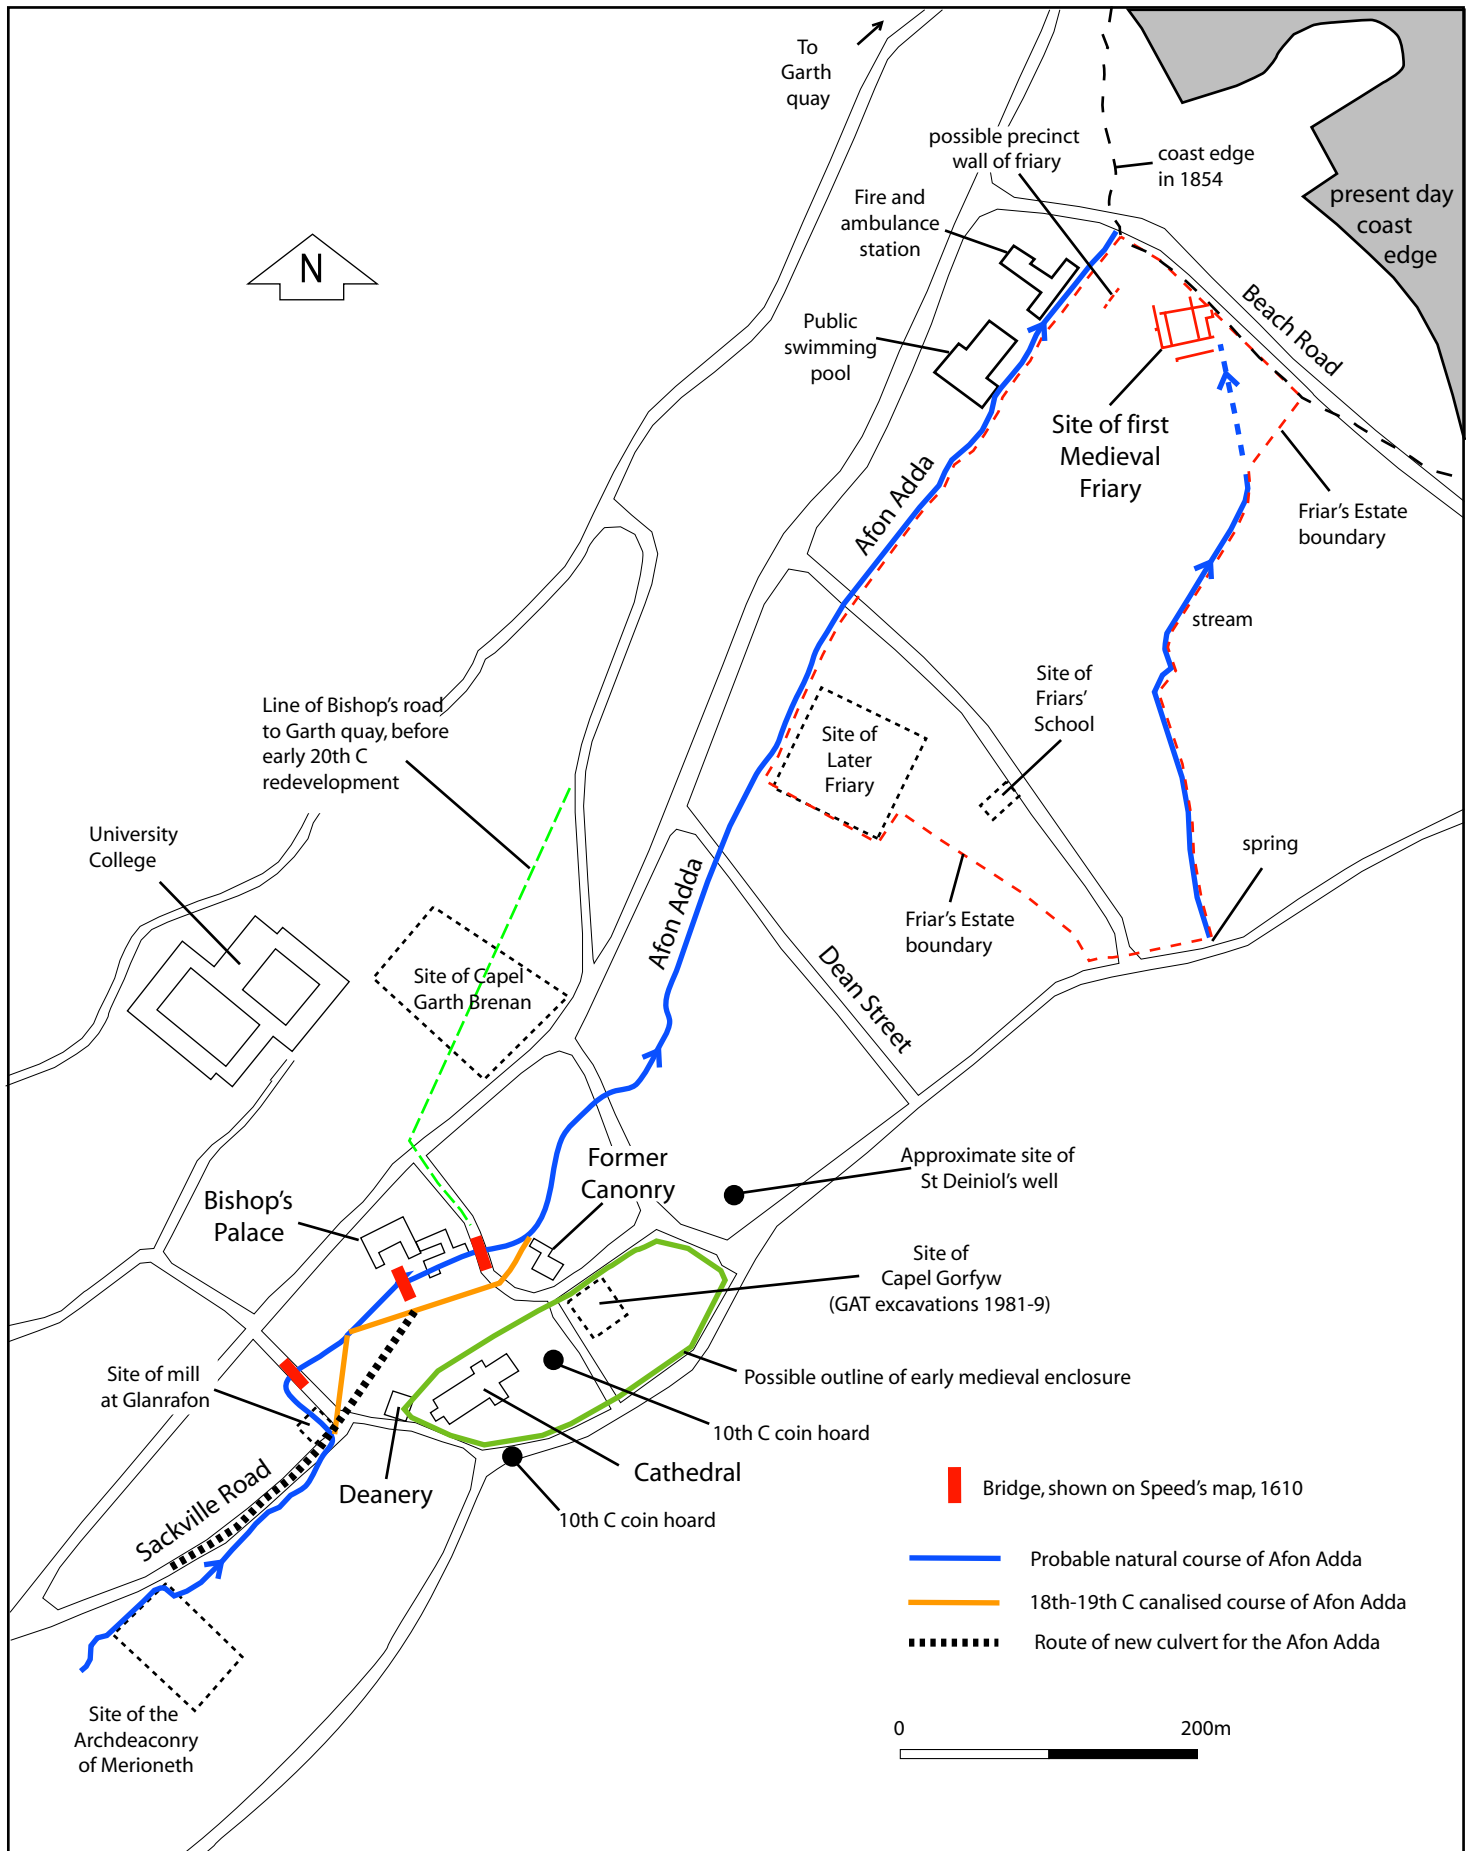 To
Garth
quay
possible precinct
wall of friary
coast edge
in 1854
present day
coast
edge
Fire and
ambulance
station
N
Beach Road
Public
swimming
pool
Site of first
Medieval
Friary
Afon Adda
Friar's Estate
boundary
stream
Site of
Friars'
School
Line of Bishop's road
to Garth quay, before
early 20th C
redevelopment
Site of
Later
Friary
University
College
spring
Afon Adda
Friar's Estate
boundary
Dean Street
Site of Capel
Garth Brenan
Former
Canonry
Approximate site of
St Deiniol's well
Bishop's
Palace
Site of
Capel Gorfyw
(GAT excavations 1981-9)
Site of mill
at Glanrafon
Possible outline of early medieval enclosure
10th C coin hoard
Cathedral
Deanery
Sackville Road
10th C coin hoard
Bridge, shown on Speed's map, 1610
Probable natural course of Afon Adda
18th-19th C canalised course of Afon Adda
Route of new culvert for the Afon Adda
Site of the
Archdeaconry
of Merioneth
0 200m